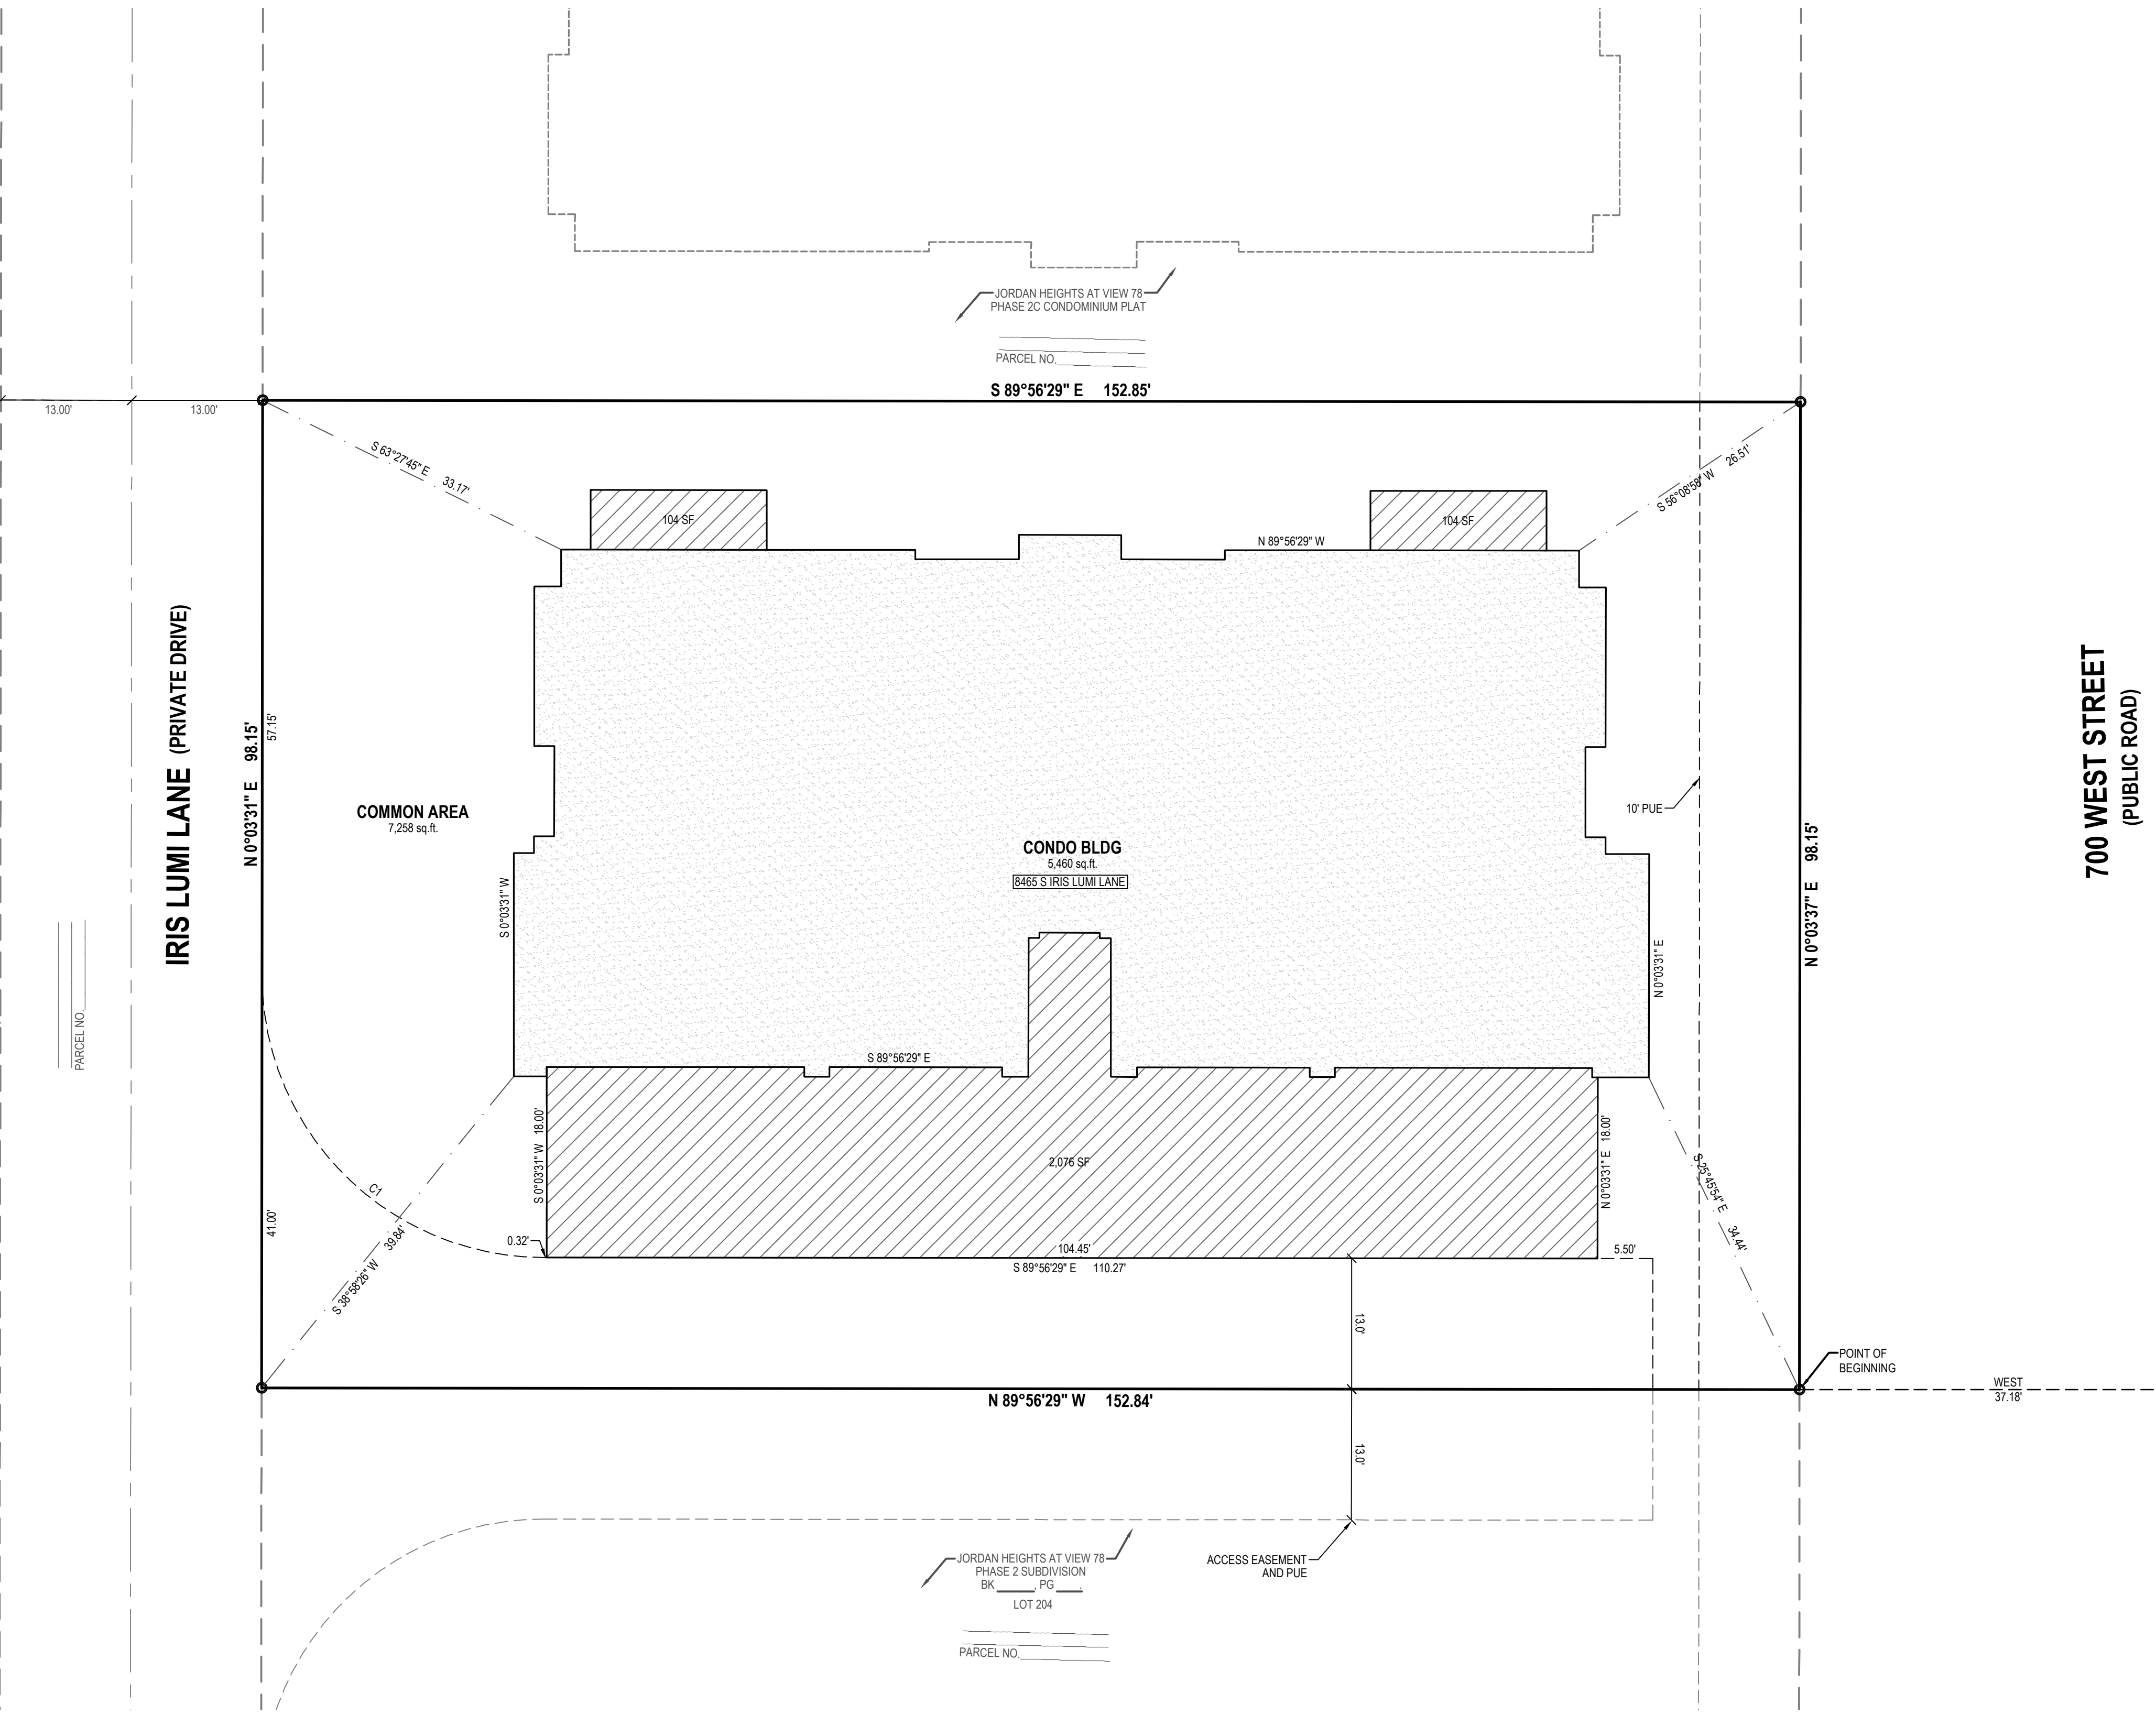 JORDAN HEIGHTS AT VIEW 78
PHASE 2C CONDOMINIUM PLAT
PARCEL NO.
S 89°56'29" E 152.85'
13.00'
13.00'
S 63°27'45" E 33.17'
S 56°08'58" W 26.51'
104 SF
104 SF
N 89°56'29" W
IRIS LUMI LANE (PRIVATE DRIVE)
N 0°03'31" E 98.15'
57.15'
COMMON AREA
7,258 sq.ft.
CONDO BLDG
5,460 sq.ft.
8465 S IRIS LUMI LANE
10' PUE
N 0°03'37" E 98.15'
700 WEST STREET
(PUBLIC ROAD)
S 0°03'31" W
N 0°03'31" E
PARCEL NO.
S 89°56'29" E
S 0°03'31" W 18.00'
2,076 SF
N 0°03'31" E 18.00'
S 25°45'54" E 34.44'
C1
41.00'
S 38°58'26" W 39.84'
0.32'
104.45'
S 89°56'29" E 110.27'
5.50'
13.0'
POINT OF
BEGINNING
WEST
37.18'
N 89°56'29" W 152.84'
13.0'
JORDAN HEIGHTS AT VIEW 78
PHASE 2 SUBDIVISION
BK , PG .
LOT 204
PARCEL NO.
ACCESS EASEMENT
AND PUE